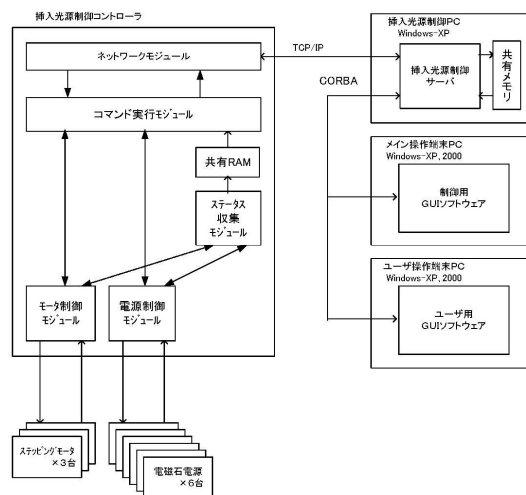 挿入光源制御コントローラ
ネットワークモジュール
コマンド実行モジュール
共有RAM
ステータス
収集
モジュール
モータ制御
モジュール
電源制御
モジュール
ステッピングモータ
×3台
電磁石電源
×6台
TCP/IP
CORBA
挿入光源制御PC
Windows-XP
挿入光源制御
サーバ
共有メモリ
メイン操作端末PC
Windows-XP, 2000
制御用
GUIソフトウェア
ユーザ操作端末PC
Windows-XP, 2000
ユーザ用
GUIソフトウェア